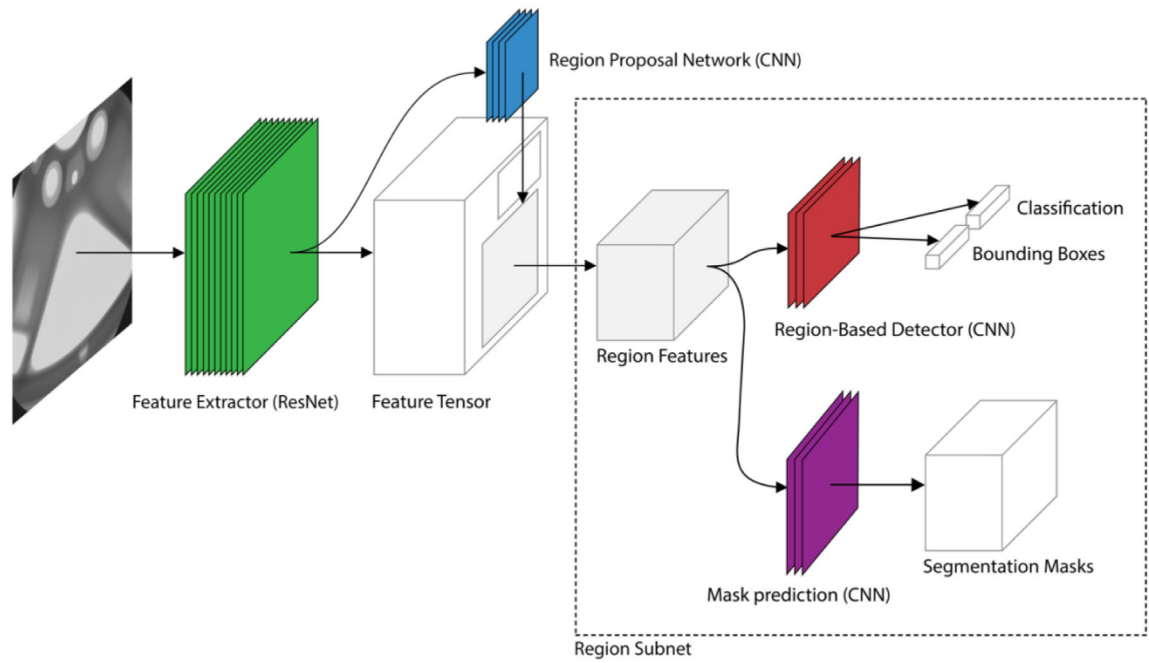 Region Proposal Network (CNN)
Classification
Bounding Boxes
Region-Based Detector (CNN)
Region Features
Feature Extractor (ResNet)
Feature Tensor
Segmentation Masks
Mask prediction (CNN)
Region Subnet